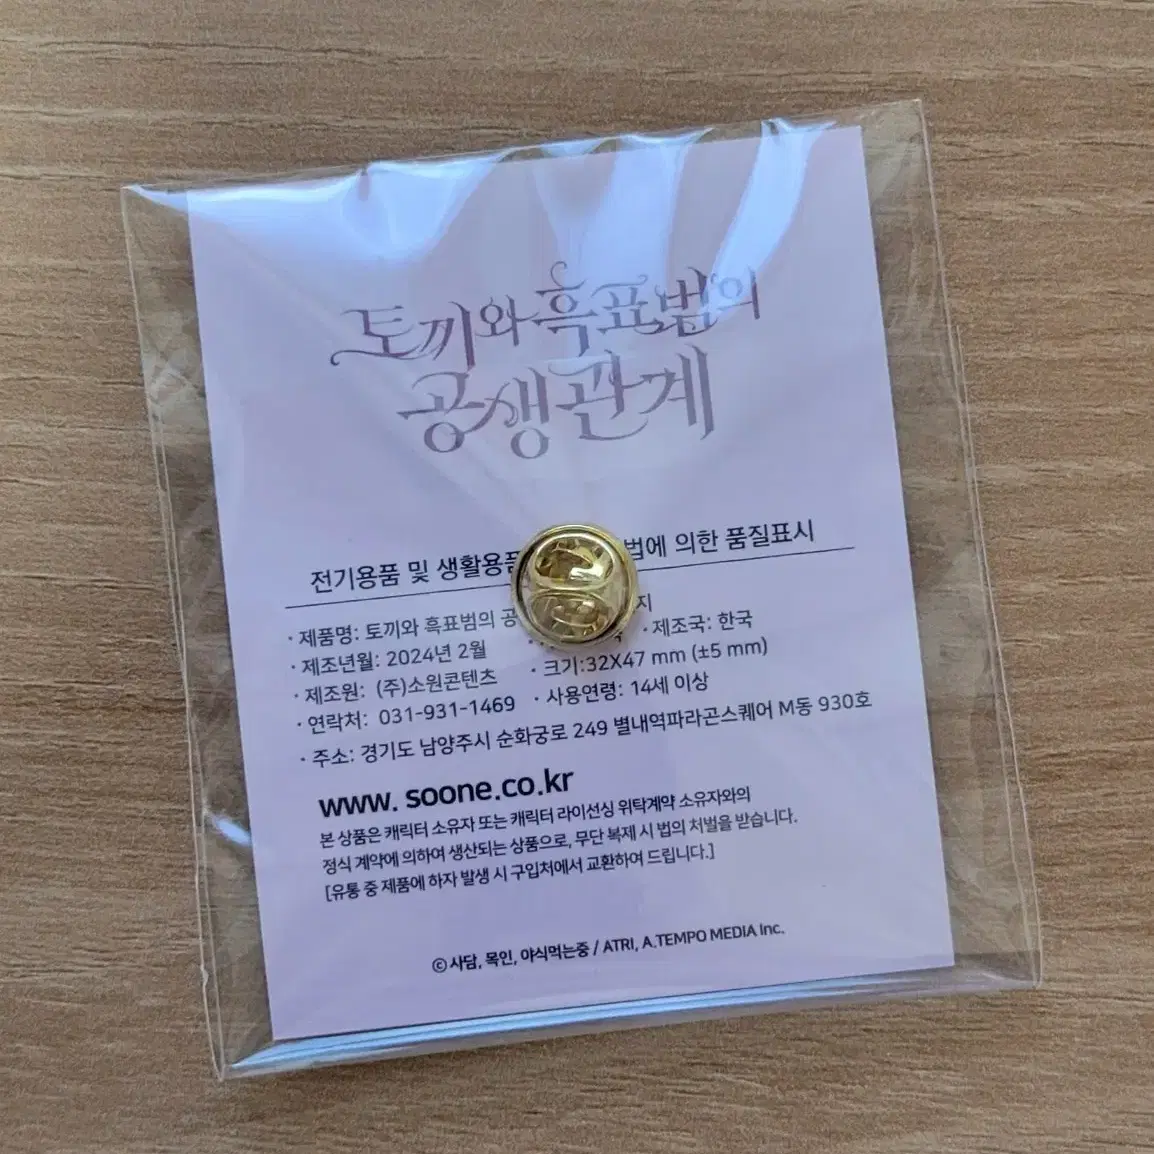 토끼와 흑표범의
공생관계
전기용품 및 생활용품 법에 의한 품질표시
· 제품명: 토끼와 흑표범의 공 지
· 제조년월: 2024년 2월 · 제조국: 한국
· 제조원: (주)소원콘텐츠 · 크기:32X47 mm (±5 mm)
· 연락처: 031-931-1469 · 사용연령: 14세 이상
· 주소: 경기도 남양주시 순화궁로 249 별내역파라곤스퀘어 M동 930호
www. soone.co.kr
본 상품은 캐릭터 소유자 또는 캐릭터 라이선싱 위탁계약 소유자와의
정식 계약에 의하여 생산되는 상품으로, 무단 복제 시 법의 처벌을 받습니다.
[유통 중 제품에 하자 발생 시 구입처에서 교환하여 드립니다.]
ⓒ 사담, 목인, 야식먹는중 / ATRI, A.TEMPO MEDIA Inc.